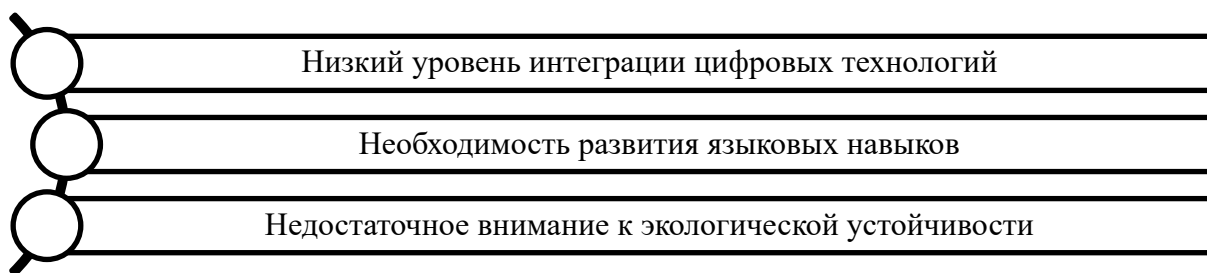 Низкий уровень интеграции цифровых технологий
Необходимость развития языковых навыков
Недостаточное внимание к экологической устойчивости